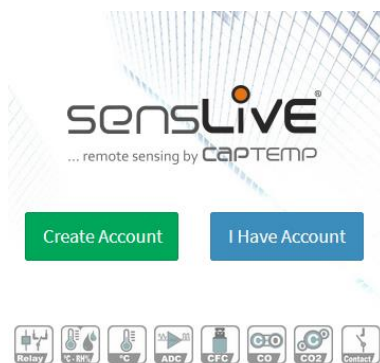 sensLiVE®
... remote sensing by CAPTEMP
Create Account
I Have Account
Relay
°C - RH%
°C
ADC
CFC
CO
CO2
Contact